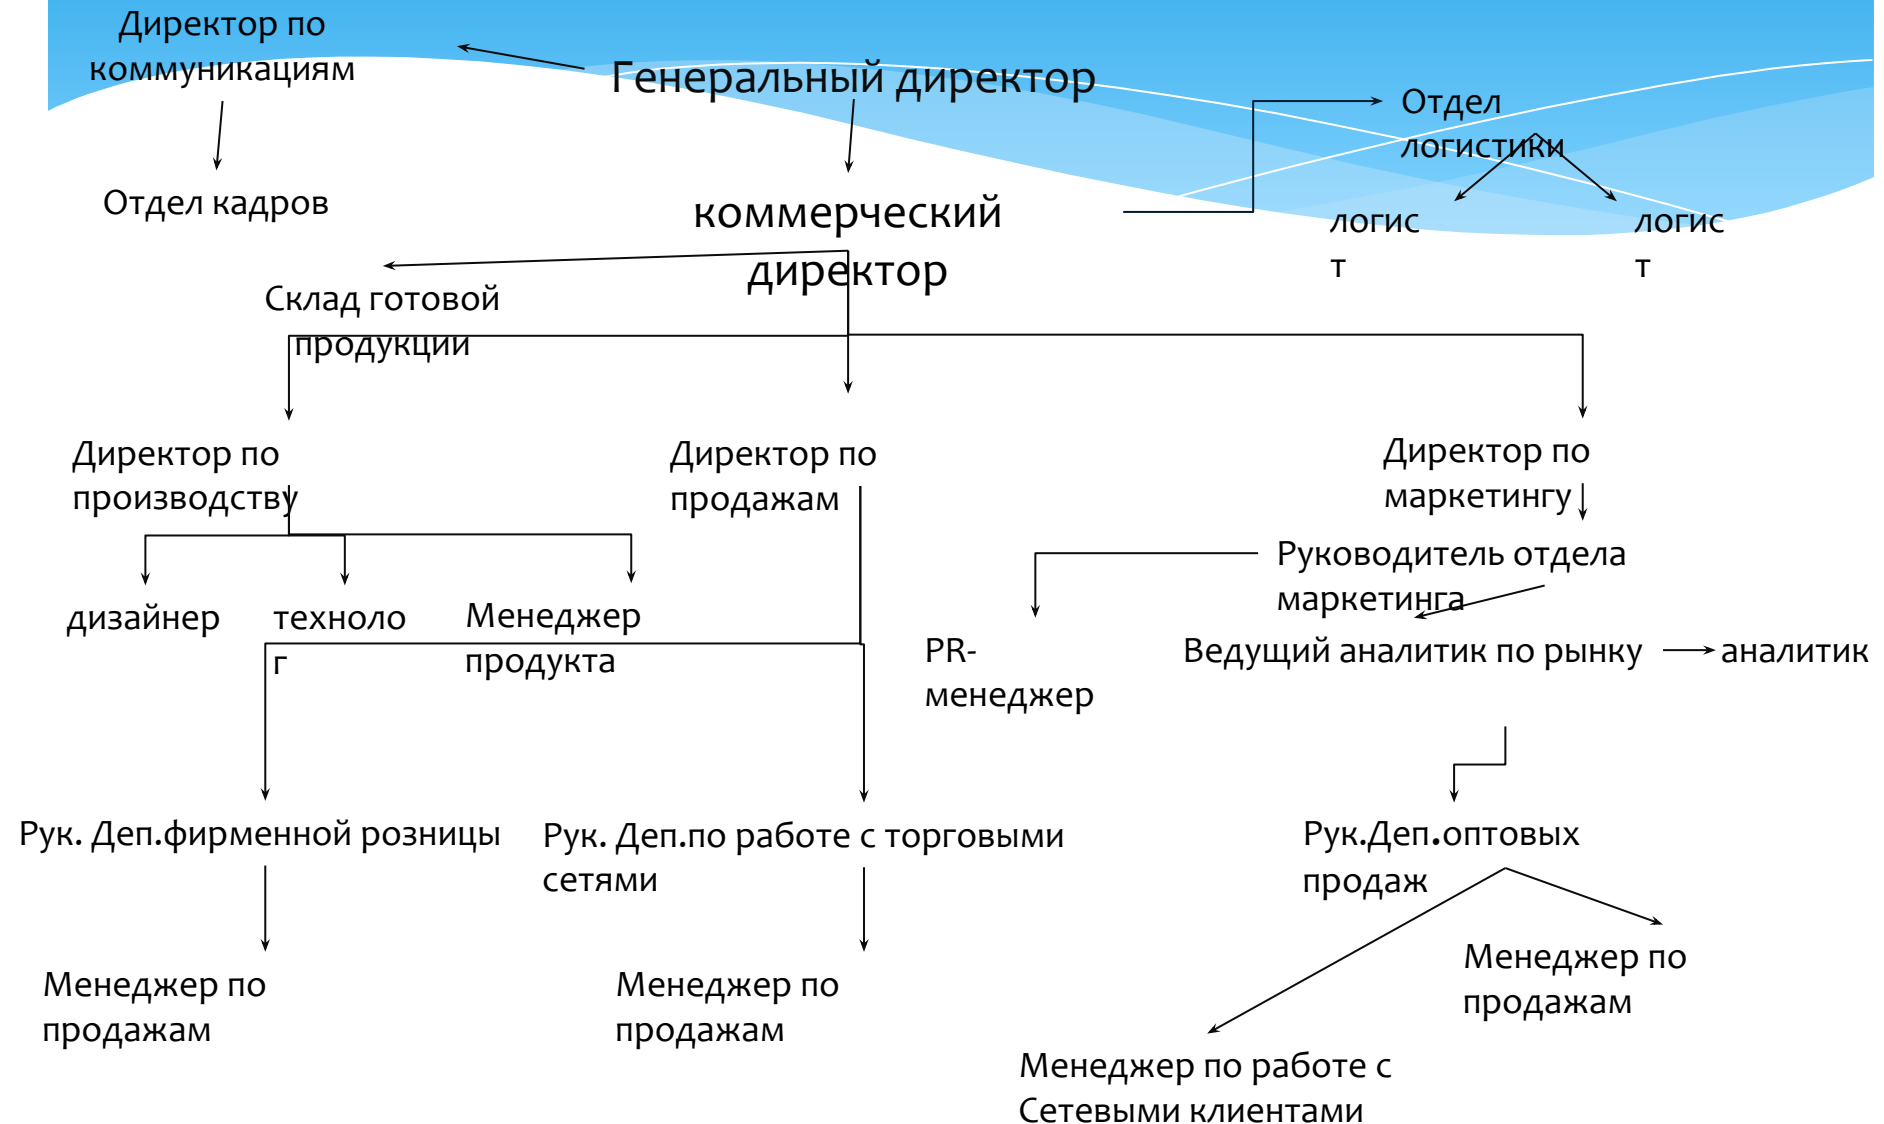 Директор по
коммуникациям
Генеральный директор
Отдел
логистики
Отдел кадров
коммерческий
директор
логис
т
логис
т
Склад готовой
продукции
Директор по
производству
Директор по
продажам
Директор по
маркетингу
Руководитель отдела
маркетинга
дизайнер
техноло
г
Менеджер
продукта
PR-
менеджер
Ведущий аналитик по рынку
аналитик
Рук. Деп.фирменной розницы
Рук. Деп.по работе с торговыми
сетями
Рук.Деп.оптовых
продаж
Менеджер по
продажам
Менеджер по
продажам
Менеджер по
продажам
Менеджер по работе с
Сетевыми клиентами